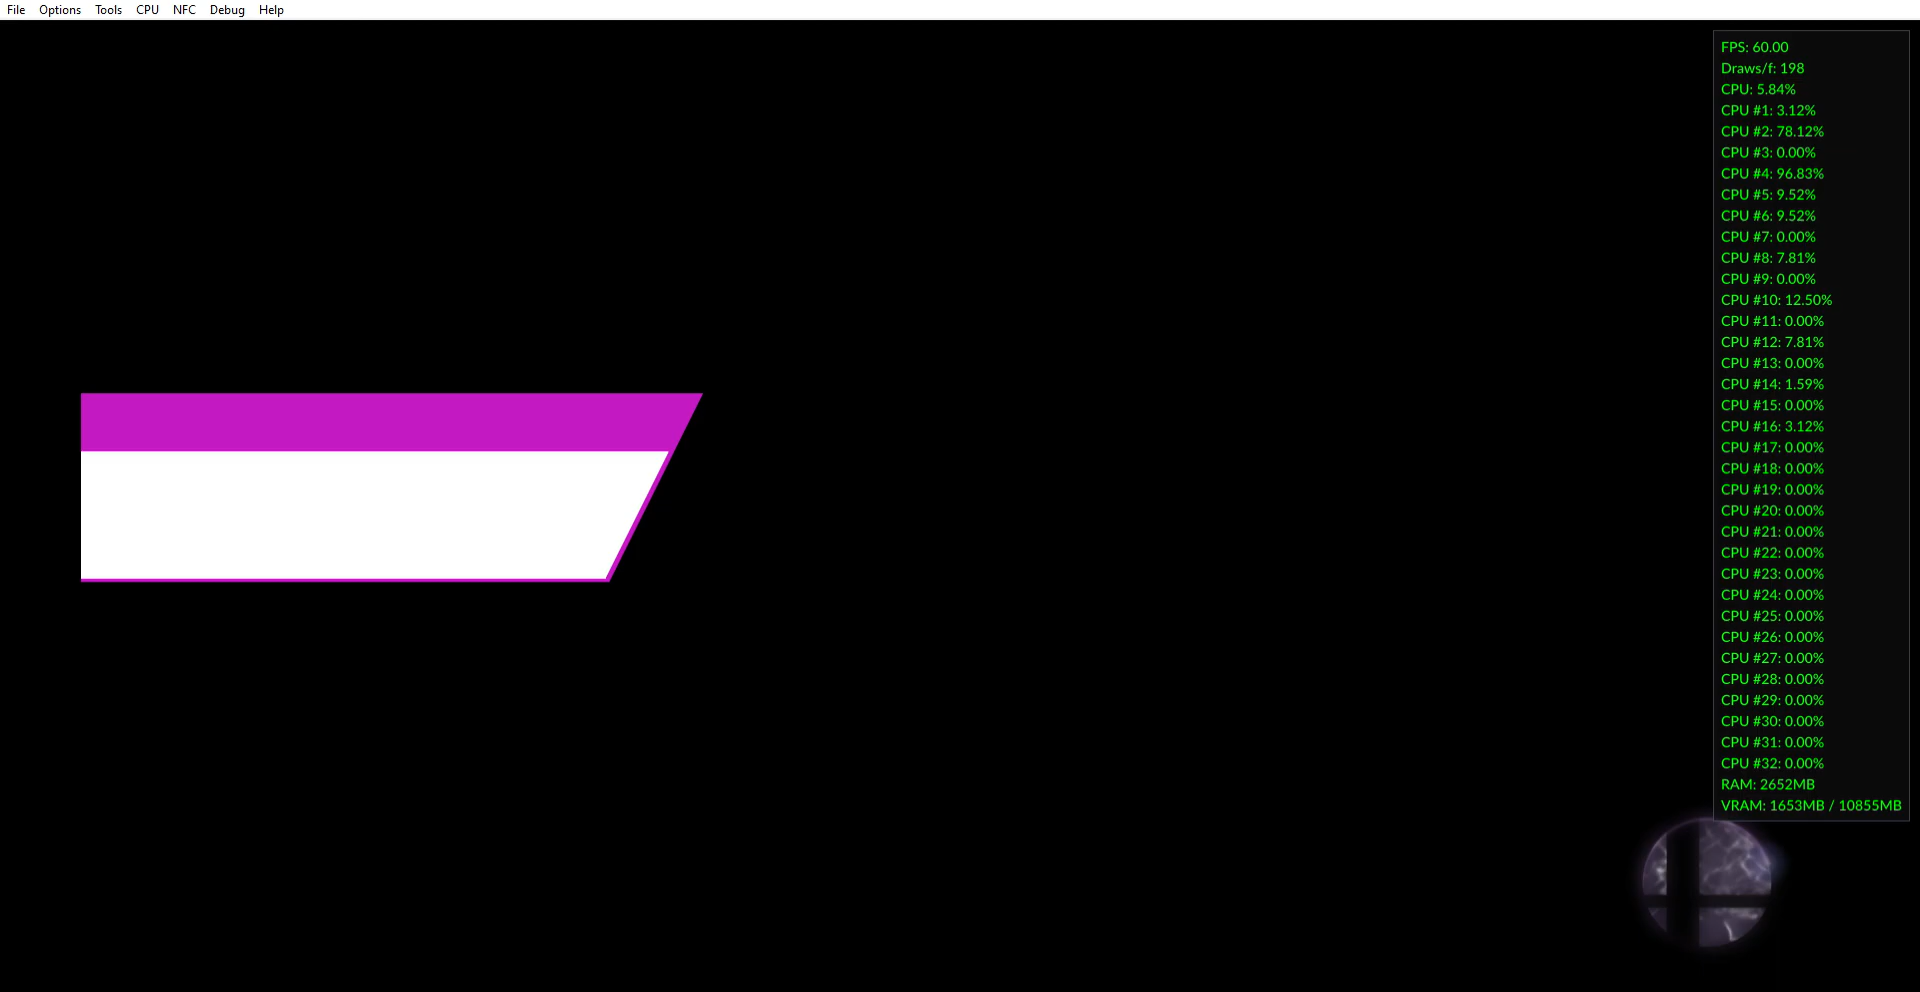 File Options Tools CPU NFC Debug Help
FPS: 60.00
Draws/f: 198
CPU: 5.84%
CPU #1: 3.12%
CPU #2: 78.12%
CPU #3: 0.00%
CPU #4: 96.83%
CPU #5: 9.52%
CPU #6: 9.52%
CPU #7: 0.00%
CPU #8: 7.81%
CPU #9: 0.00%
CPU #10: 12.50%
CPU #11: 0.00%
CPU #12: 7.81%
CPU #13: 0.00%
CPU #14: 1.59%
CPU #15: 0.00%
CPU #16: 3.12%
CPU #17: 0.00%
CPU #18: 0.00%
CPU #19: 0.00%
CPU #20: 0.00%
CPU #21: 0.00%
CPU #22: 0.00%
CPU #23: 0.00%
CPU #24: 0.00%
CPU #25: 0.00%
CPU #26: 0.00%
CPU #27: 0.00%
CPU #28: 0.00%
CPU #29: 0.00%
CPU #30: 0.00%
CPU #31: 0.00%
CPU #32: 0.00%
RAM: 2652MB
VRAM: 1653MB / 10855MB